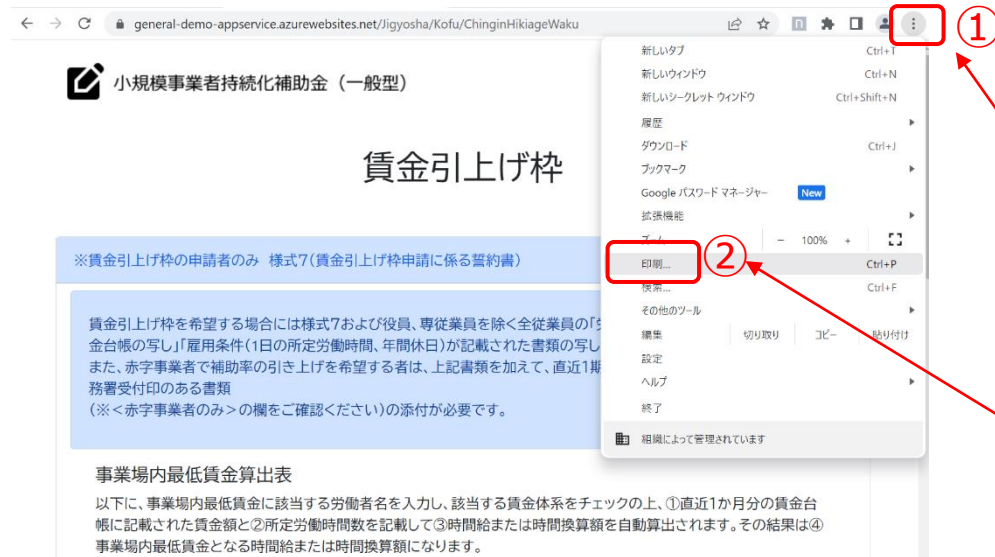 general-demo-appservice.azurewebsites.net/Jigyosha/Kofu/ChinginHikiageWaku
①
小規模事業者持続化補助金（一般型）
賃金引上げ枠
※賃金引上げ枠の申請者のみ 様式7(賃金引上げ枠申請に係る誓約書)
賃金引上げ枠を希望する場合には様式7および役員、専従業員を除く全従業員の「
金台帳の写し」「雇用条件(1日の所定労働時間、年間休日)が記載された書類の写し
また、赤字事業者で補助率の引き上げを希望する者は、上記書類を加えて、直近1期
務署受付印のある書類
(※<赤字事業者のみ>の欄をご確認ください)の添付が必要です。
事業場内最低賃金算出表
以下に、事業場内最低賃金に該当する労働者名を入力し、該当する賃金体系をチェックの上、①直近1か月分の賃金台
帳に記載された賃金額と②所定労働時間数を記載して③時間給または時間換算額を自動算出されます。その結果は④
事業場内最低賃金となる時間給または時間換算額になります。
新しいタブ Ctrl+T
新しいウィンドウ Ctrl+N
新しいシークレット ウィンドウ Ctrl+Shift+N
履歴
ダウンロード Ctrl+J
ブックマーク
Google パスワード マネージャー New
拡張機能
ズーム − 100% +
印刷... Ctrl+P
②
検索... Ctrl+F
その他のツール
編集 切り取り コピー 貼り付け
設定
ヘルプ
終了
組織によって管理されています